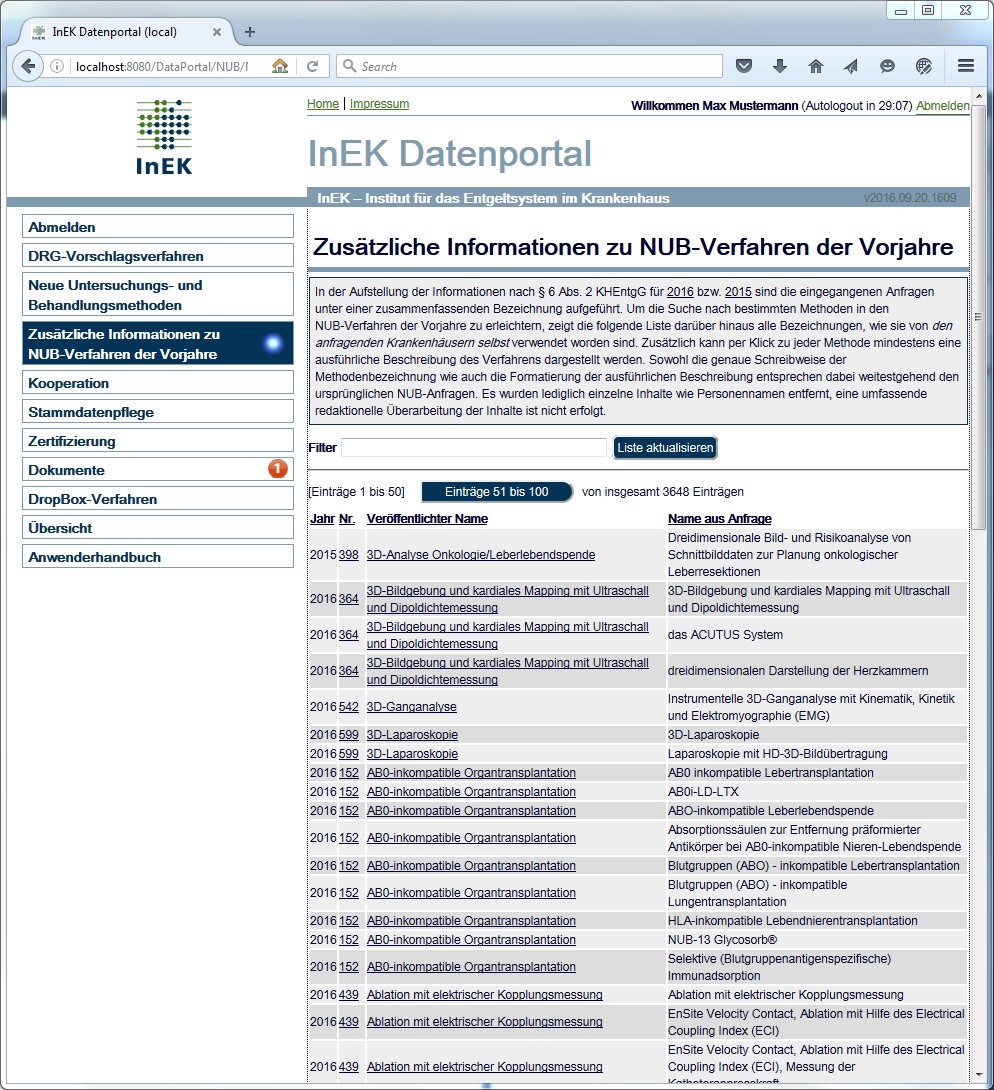 InEK Datenportal (local)
localhost:8080/DataPortal/NUB/
Search
InEK
Home | Impressum
Willkommen Max Mustermann (Autologout in 29:07) Abmelden
InEK Datenportal
InEK – Institut für das Entgeltsystem im Krankenhaus
v2016.09.20.1609
Abmelden
DRG-Vorschlagsverfahren
Neue Untersuchungs- und
Behandlungsmethoden
Zusätzliche Informationen zu
NUB-Verfahren der Vorjahre
Kooperation
Stammdatenpflege
Zertifizierung
Dokumente 1
DropBox-Verfahren
Übersicht
Anwenderhandbuch
Zusätzliche Informationen zu NUB-Verfahren der Vorjahre
In der Aufstellung der Informationen nach § 6 Abs. 2 KHEntgG für 2016 bzw. 2015 sind die eingegangenen Anfragen
unter einer zusammenfassenden Bezeichnung aufgeführt. Um die Suche nach bestimmten Methoden in den
NUB-Verfahren der Vorjahre zu erleichtern, zeigt die folgende Liste darüber hinaus alle Bezeichnungen, wie sie von den
anfragenden Krankenhäusern selbst verwendet worden sind. Zusätzlich kann per Klick zu jeder Methode mindestens eine
ausführliche Beschreibung des Verfahrens dargestellt werden. Sowohl die genaue Schreibweise der
Methodenbezeichnung wie auch die Formatierung der ausführlichen Beschreibung entsprechen dabei weitestgehend den
ursprünglichen NUB-Anfragen. Es wurden lediglich einzelne Inhalte wie Personennamen entfernt, eine umfassende
redaktionelle Überarbeitung der Inhalte ist nicht erfolgt.
Filter
Liste aktualisieren
[Einträge 1 bis 50] Einträge 51 bis 100 von insgesamt 3648 Einträgen
Jahr Nr. Veröffentlichter Name Name aus Anfrage
2015 398 3D-Analyse Onkologie/Leberlebendspende
Dreidimensionale Bild- und Risikoanalyse von
Schnittbilddaten zur Planung onkologischer
Leberresektionen
2016 364 3D-Bildgebung und kardiales Mapping mit Ultraschall
und Dipoldichtemessung
3D-Bildgebung und kardiales Mapping mit Ultraschall
und Dipoldichtemessung
2016 364 3D-Bildgebung und kardiales Mapping mit Ultraschall
und Dipoldichtemessung
das ACUTUS System
2016 364 3D-Bildgebung und kardiales Mapping mit Ultraschall
und Dipoldichtemessung
dreidimensionalen Darstellung der Herzkammern
2016 542 3D-Ganganalyse
Instrumentelle 3D-Ganganalyse mit Kinematik, Kinetik
und Elektromyographie (EMG)
2016 599 3D-Laparoskopie 3D-Laparoskopie
2016 599 3D-Laparoskopie Laparoskopie mit HD-3D-Bildübertragung
2016 152 AB0-inkompatible Organtransplantation AB0 inkompatible Lebertransplantation
2016 152 AB0-inkompatible Organtransplantation AB0i-LD-LTX
2016 152 AB0-inkompatible Organtransplantation ABO-inkompatible Leberlebendspende
2016 152 AB0-inkompatible Organtransplantation
Absorptionssäulen zur Entfernung präformierter
Antikörper bei AB0-inkompatible Nieren-Lebendspende
2016 152 AB0-inkompatible Organtransplantation Blutgruppen (ABO) - inkompatible Lebertransplantation
2016 152 AB0-inkompatible Organtransplantation
Blutgruppen (ABO) - inkompatible
Lungentransplantation
2016 152 AB0-inkompatible Organtransplantation HLA-inkompatible Lebendnierentransplantation
2016 152 AB0-inkompatible Organtransplantation NUB-13 Glycosorb®
2016 152 AB0-inkompatible Organtransplantation
Selektive (Blutgruppenantigenspezifische)
Immunadsorption
2016 439 Ablation mit elektrischer Kopplungsmessung Ablation mit elektrischer Kopplungsmessung
2016 439 Ablation mit elektrischer Kopplungsmessung
EnSite Velocity Contact, Ablation mit Hilfe des Electrical
Coupling Index (ECI)
2016 439 Ablation mit elektrischer Kopplungsmessung
EnSite Velocity Contact, Ablation mit Hilfe des Electrical
Coupling Index (ECI), Messung der